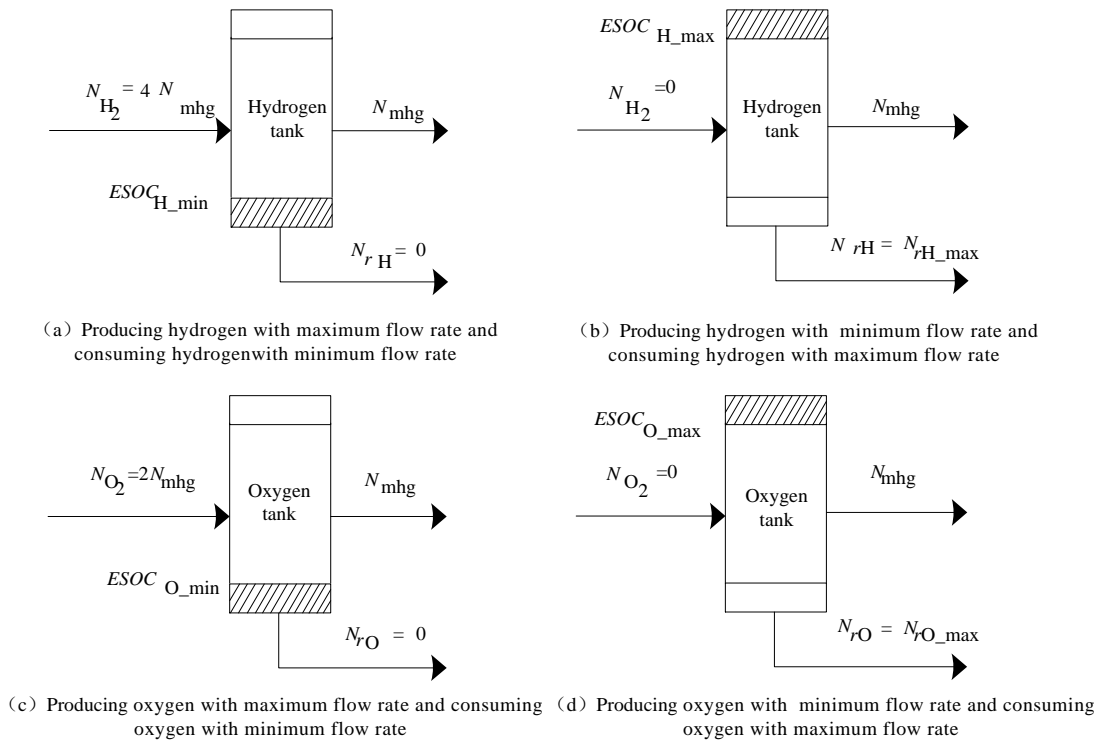 N_H₂ = 4 N_mhg
Hydrogen
tank
N_mhg
ESOC_H_min
N_r H = 0
（a）Producing hydrogen with maximum flow rate and
consuming hydrogenwith minimum flow rate
ESOC_H_max
N_H₂ =0
Hydrogen
tank
N_mhg
N_rH = N_rH_max
（b）Producing hydrogen with minimum flow rate and
consuming hydrogen with maximum flow rate
N_O₂ =2N_mhg
Oxygen
tank
N_mhg
ESOC_O_min
N_rO = 0
（c）Producing oxygen with maximum flow rate and consuming
oxygen with minimum flow rate
ESOC_O_max
N_O₂ =0
Oxygen
tank
N_mhg
N_rO = N_rO_max
（d）Producing oxygen with minimum flow rate and consuming
oxygen with maximum flow rate